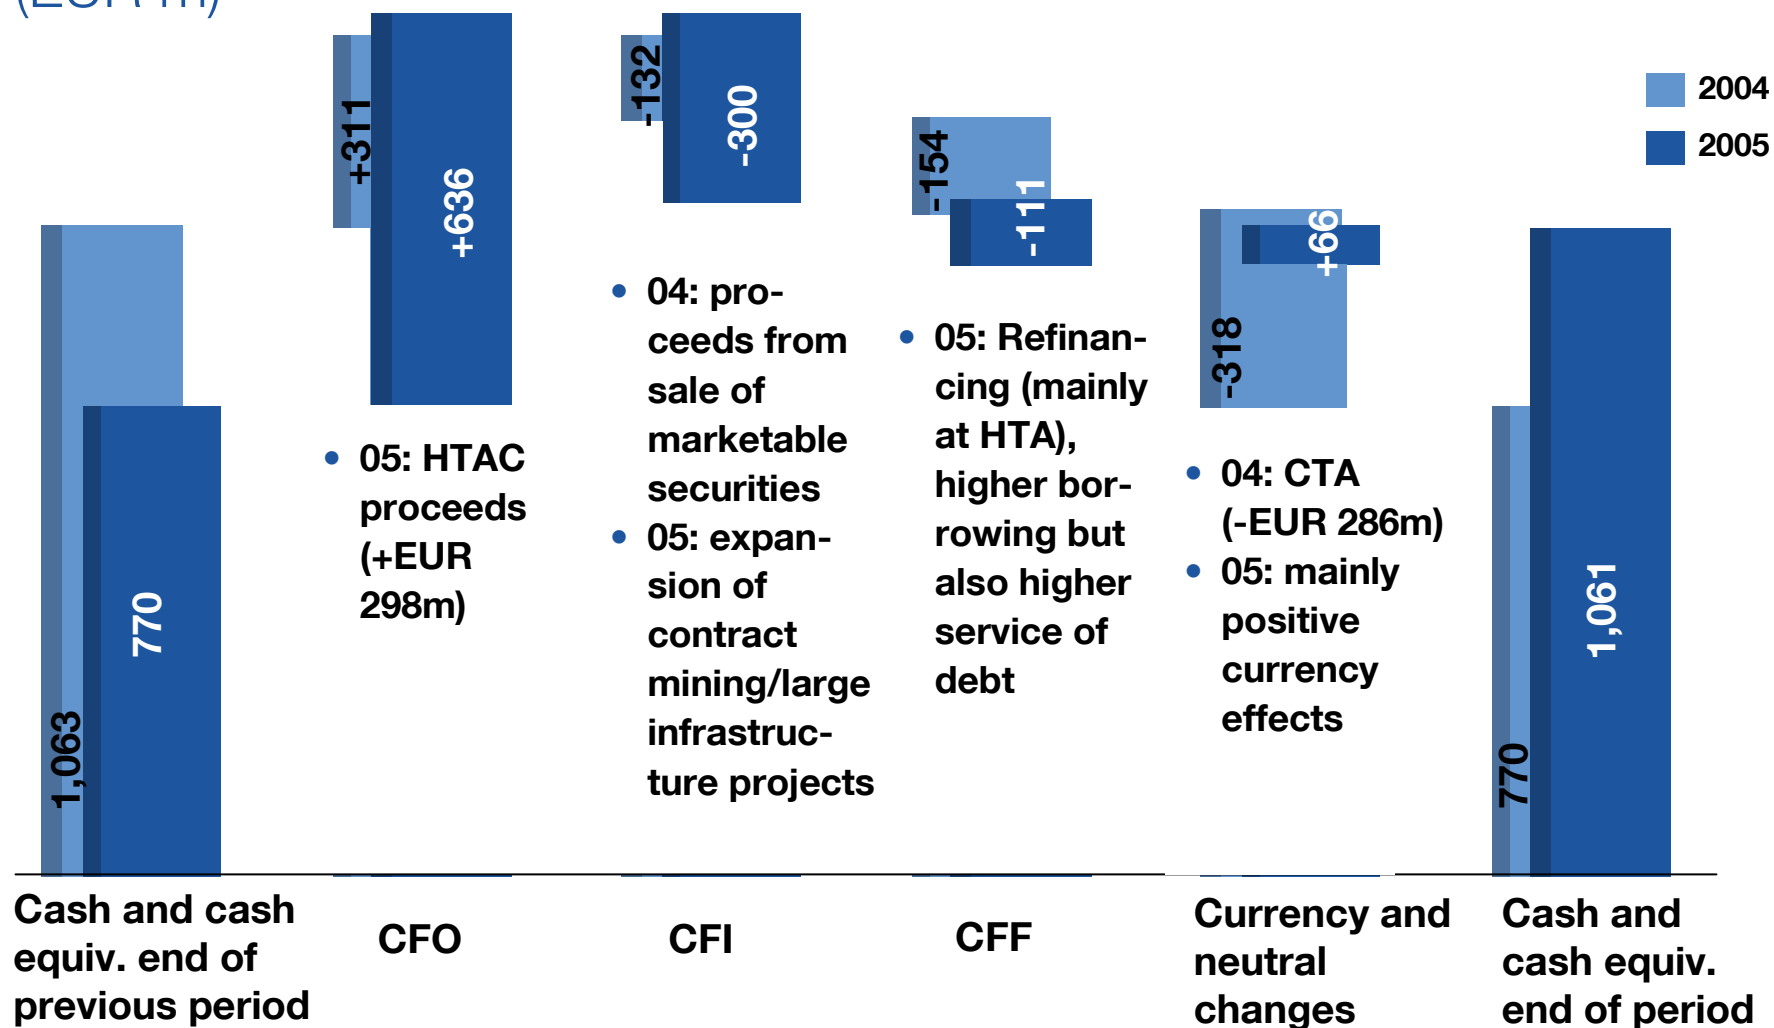 (EUR m)
2004
2005
1,063
770
+311
+636
-132
-300
-154
-111
-318
+66
770
1,061
• 05: HTAC
proceeds
(+EUR
298m)
• 04: pro-
ceeds from
sale of
marketable
securities
• 05: expan-
sion of
contract
mining/large
infrastruc-
ture projects
• 05: Refinan-
cing (mainly
at HTA),
higher bor-
rowing but
also higher
service of
debt
• 04: CTA
(-EUR 286m)
• 05: mainly
positive
currency
effects
Cash and cash
equiv. end of
previous period
CFO
CFI
CFF
Currency and
neutral
changes
Cash and
cash equiv.
end of period